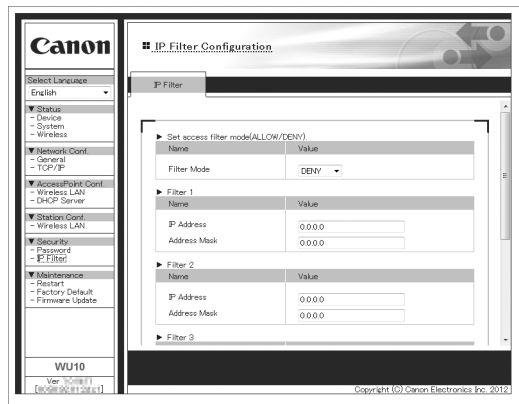 Canon
Select Language
English
▼ Status
- Device
- System
- Wireless
▼ Network Conf.
- General
- TCP/IP
▼ AccessPoint Conf.
- Wireless LAN
- DHCP Server
▼ Station Conf.
- Wireless LAN
▼ Security
- Password
- IP Filter
▼ Maintenance
- Restart
- Factory Default
- Firmware Update
WU10
Ver
IP Filter Configuration
IP Filter
► Set access filter mode(ALLOW/DENY).
Name Value
Filter Mode DENY
► Filter 1
Name Value
IP Address 0.0.0.0
Address Mask 0.0.0.0
► Filter 2
Name Value
IP Address 0.0.0.0
Address Mask 0.0.0.0
► Filter 3
Copyright (C) Canon Electronics Inc. 2012